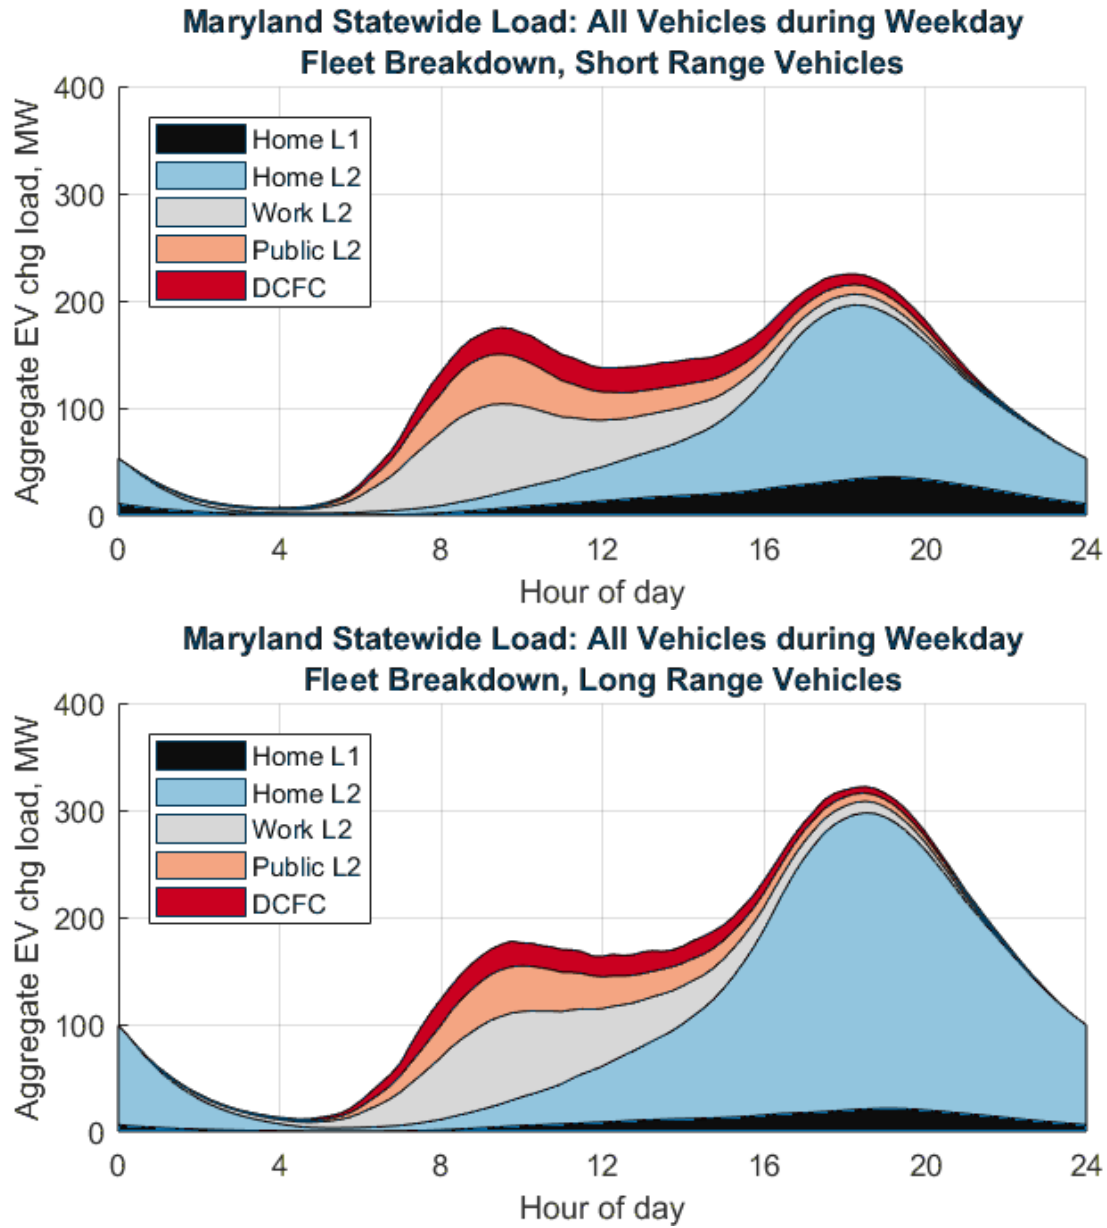 Maryland Statewide Load: All Vehicles during Weekday
Fleet Breakdown, Short Range Vehicles
Aggregate EV chg load, MW
400
300
200
100
0
Home L1
Home L2
Work L2
Public L2
DCFC
0 4 8 12 16 20 24
Hour of day
Maryland Statewide Load: All Vehicles during Weekday
Fleet Breakdown, Long Range Vehicles
Aggregate EV chg load, MW
400
300
200
100
0
Home L1
Home L2
Work L2
Public L2
DCFC
0 4 8 12 16 20 24
Hour of day